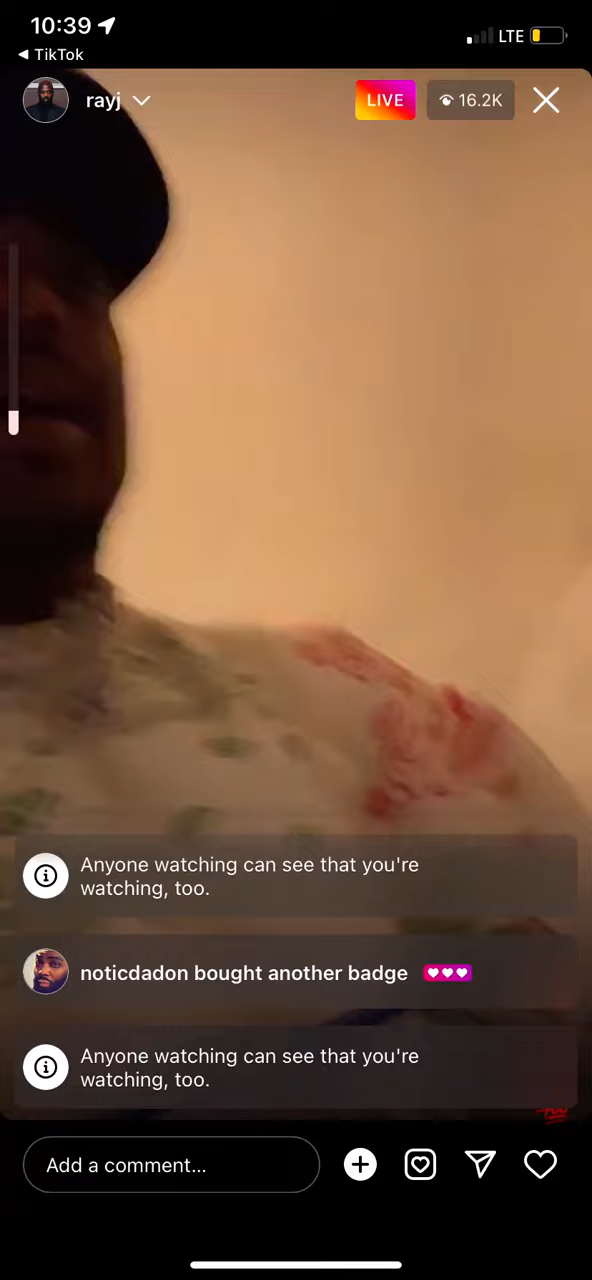 10:39
LTE
TikTok
rayj
LIVE
16.2K
Anyone watching can see that you're
watching, too.
noticdadon bought another badge
Anyone watching can see that you're
watching, too.
Add a comment...